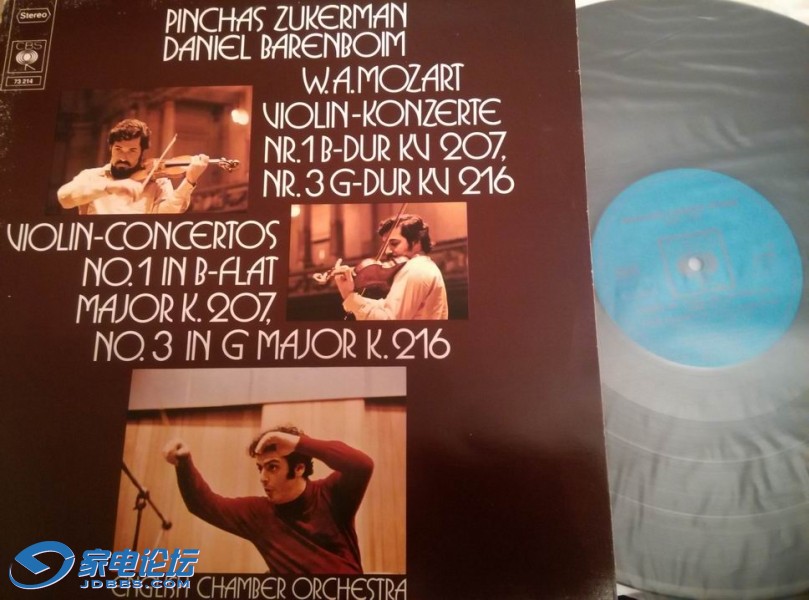 Stereo
CBS
73 214
PINCHAS ZUKERMAN
DANIEL BARENBOIM
W.A.MOZART
VIOLIN-KONZERTE
NR.1 B-DUR KV 207,
NR.3 G-DUR KV 216
VIOLIN-CONCERTOS
NO.1 IN B-FLAT
MAJOR K.207,
NO.3 IN G MAJOR K.216
ENGLISH CHAMBER ORCHESTRA
家电论坛
JDBBS.COM